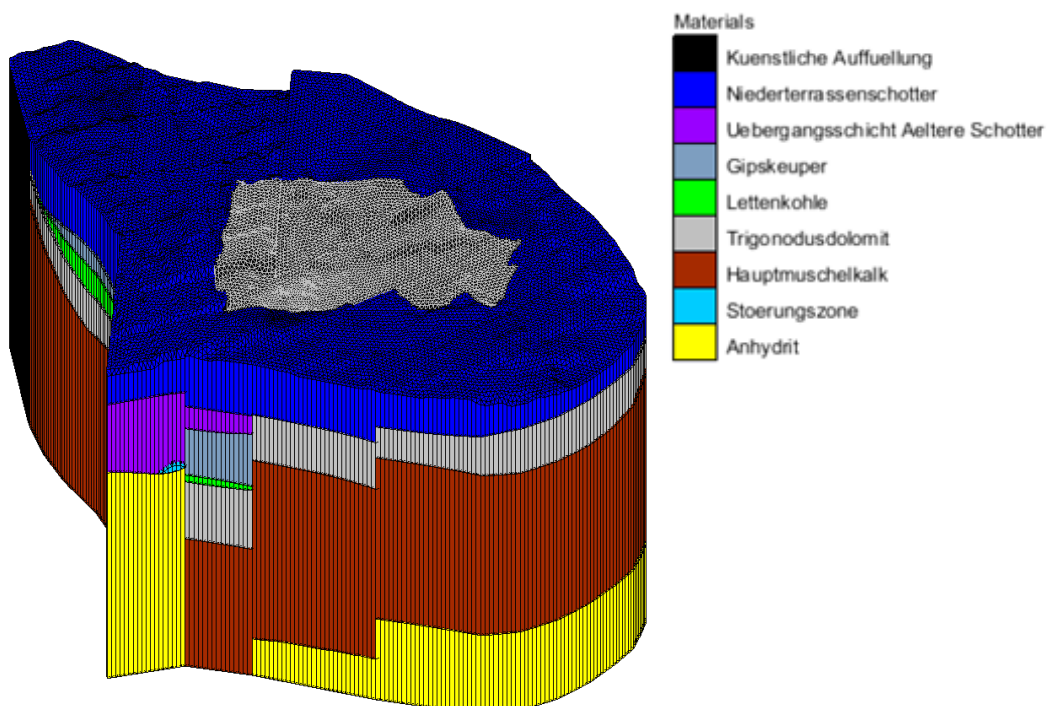 Materials
Kuenstliche Auffuellung
Niederterrassenschotter
Uebergangsschicht Aeltere Schotter
Gipskeuper
Lettenkohle
Trigonodusdolomit
Hauptmuschelkalk
Stoerungszone
Anhydrit